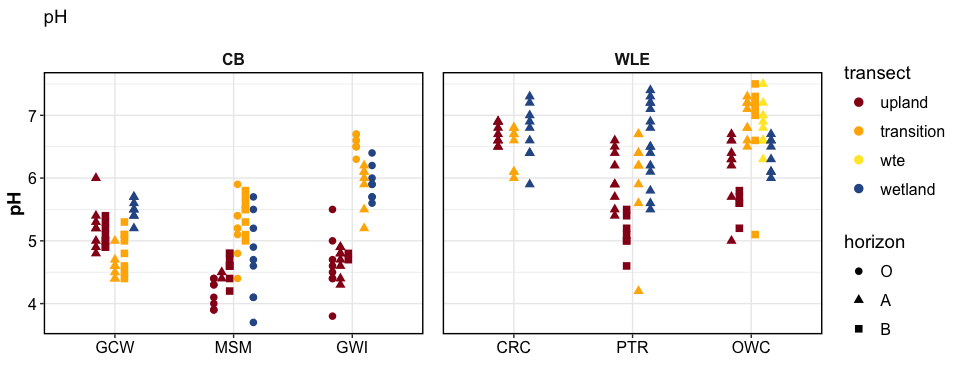 pH
CB
WLE
pH
7
6
5
4
GCW
MSM
GWI
CRC
PTR
OWC
transect
upland
transition
wte
wetland
horizon
O
A
B